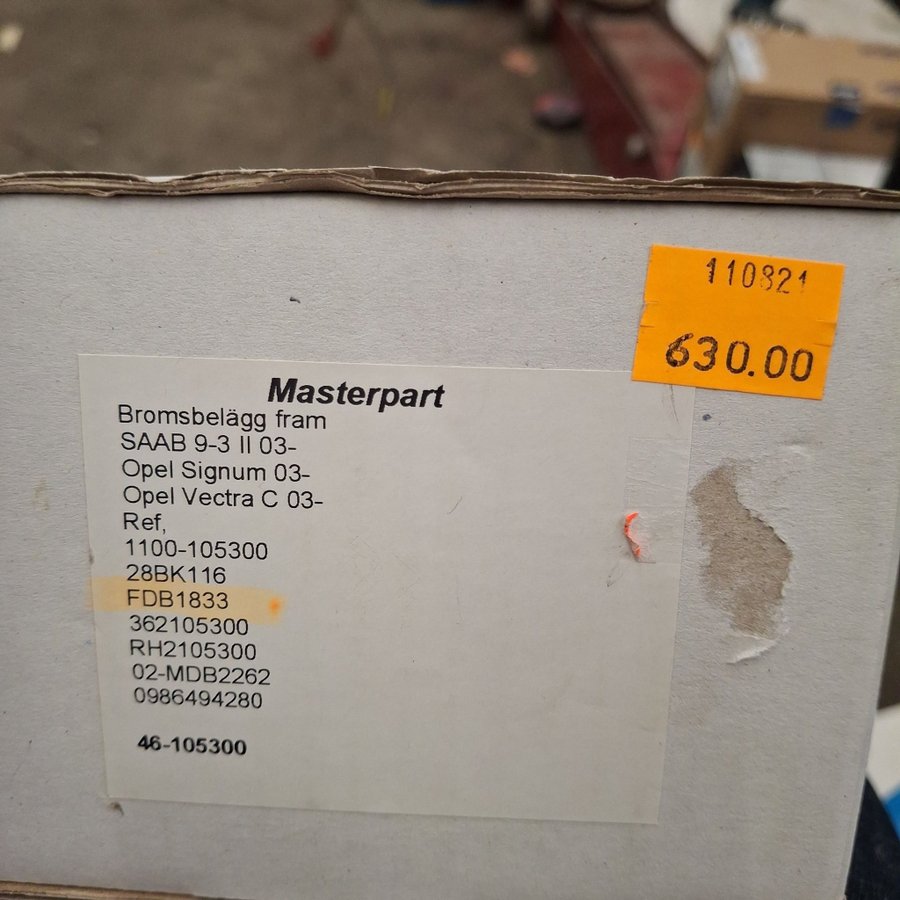 110821
630.00
Masterpart
Bromsbelägg fram
SAAB 9-3 II 03-
Opel Signum 03-
Opel Vectra C 03-
Ref,
1100-105300
28BK116
FDB1833
362105300
RH2105300
02-MDB2262
0986494280
46-105300